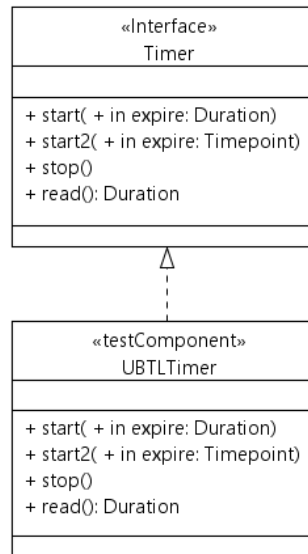 «Interface»
Timer
+ start( + in expire: Duration)
+ start2( + in expire: Timepoint)
+ stop()
+ read(): Duration
«testComponent»
UBTLTimer
+ start( + in expire: Duration)
+ start2( + in expire: Timepoint)
+ stop()
+ read(): Duration